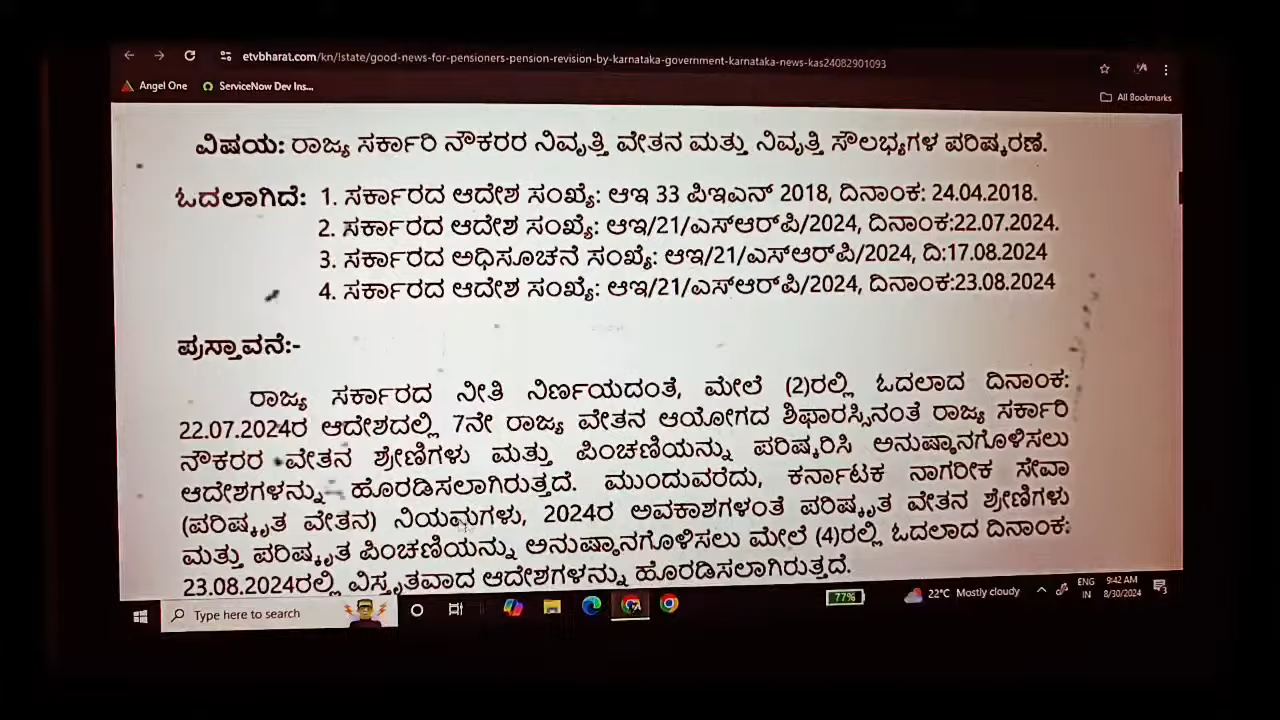 etvbharat.com/kn/!state/good-news-for-pensioners-pension-revision-by-karnataka-government-karnataka-news-kas24082901093
Angel One ServiceNow Dev Ins... All Bookmarks
ವಿಷಯ: ರಾಜ್ಯ ಸರ್ಕಾರಿ ನೌಕರರ ನಿವೃತ್ತಿ ವೇತನ ಮತ್ತು ನಿವೃತ್ತಿ ಸೌಲಭ್ಯಗಳ ಪರಿಷ್ಕರಣೆ.
ಓದಲಾಗಿದೆ: 1. ಸರ್ಕಾರದ ಆದೇಶ ಸಂಖ್ಯೆ: ಆಇ 33 ಪಿಇಎನ್ 2018, ದಿನಾಂಕ: 24.04.2018.
2. ಸರ್ಕಾರದ ಆದೇಶ ಸಂಖ್ಯೆ: ಆಇ/21/ಎಸ್ಆರ್‌ಪಿ/2024, ದಿನಾಂಕ:22.07.2024.
3. ಸರ್ಕಾರದ ಅಧಿಸೂಚನೆ ಸಂಖ್ಯೆ: ಆಇ/21/ಎಸ್ಆರ್‌ಪಿ/2024, ದಿ:17.08.2024
4. ಸರ್ಕಾರದ ಆದೇಶ ಸಂಖ್ಯೆ: ಆಇ/21/ಎಸ್ಆರ್‌ಪಿ/2024, ದಿನಾಂಕ:23.08.2024
ಪ್ರಸ್ತಾವನೆ:-
ರಾಜ್ಯ ಸರ್ಕಾರದ ನೀತಿ ನಿರ್ಣಯದಂತೆ, ಮೇಲೆ (2)ರಲ್ಲಿ ಓದಲಾದ ದಿನಾಂಕ:
22.07.2024ರ ಆದೇಶದಲ್ಲಿ 7ನೇ ರಾಜ್ಯ ವೇತನ ಆಯೋಗದ ಶಿಫಾರಸ್ಸಿನಂತೆ ರಾಜ್ಯ ಸರ್ಕಾರಿ
ನೌಕರರ ವೇತನ ಶ್ರೇಣಿಗಳು ಮತ್ತು ಪಿಂಚಣಿಯನ್ನು ಪರಿಷ್ಕರಿಸಿ ಅನುಷ್ಠಾನಗೊಳಿಸಲು
ಆದೇಶಗಳನ್ನು ಹೊರಡಿಸಲಾಗಿರುತ್ತದೆ. ಮುಂದುವರೆದು, ಕರ್ನಾಟಕ ನಾಗರೀಕ ಸೇವಾ
(ಪರಿಷ್ಕೃತ ವೇತನ) ನಿಯಮಗಳು, 2024ರ ಅವಕಾಶಗಳಂತೆ ಪರಿಷ್ಕೃತ ವೇತನ ಶ್ರೇಣಿಗಳು
ಮತ್ತು ಪರಿಷ್ಕೃತ ಪಿಂಚಣಿಯನ್ನು ಅನುಷ್ಠಾನಗೊಳಿಸಲು ಮೇಲೆ (4)ರಲ್ಲಿ ಓದಲಾದ ದಿನಾಂಕ:
23.08.2024ರಲ್ಲಿ ವಿಸ್ತೃತವಾದ ಆದೇಶಗಳನ್ನು ಹೊರಡಿಸಲಾಗಿರುತ್ತದೆ.
Type here to search 77% 22°C Mostly cloudy ENG IN 9:42 AM 8/30/2024